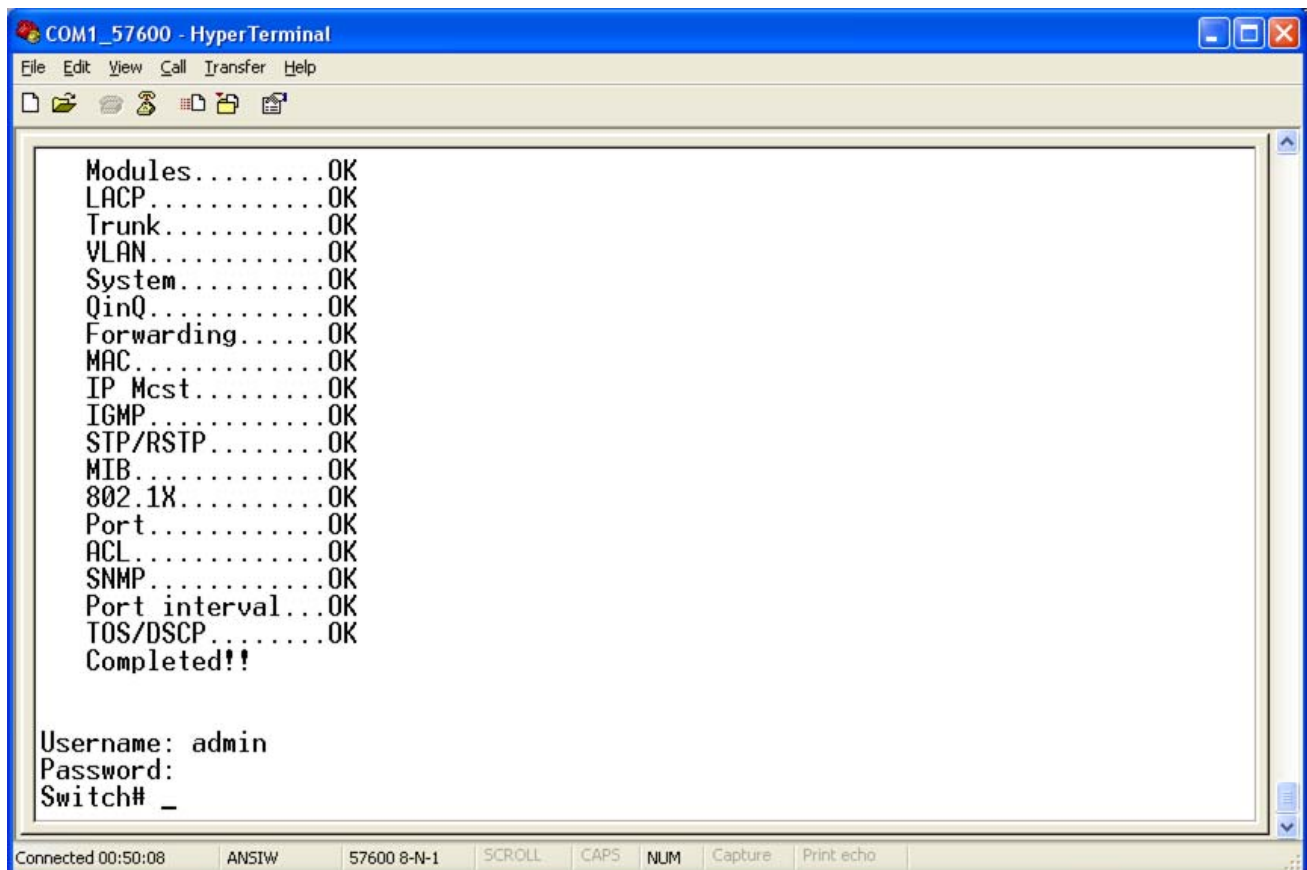 COM1_57600 - HyperTerminal
File Edit View Call Transfer Help
Modules.........OK
LACP............OK
Trunk...........OK
VLAN............OK
System..........OK
QinQ............OK
Forwarding......OK
MAC.............OK
IP Mcst.........OK
IGMP............OK
STP/RSTP........OK
MIB.............OK
802.1X..........OK
Port............OK
ACL.............OK
SNMP............OK
Port interval...OK
TOS/DSCP........OK
Completed!!
Username: admin
Password:
Switch# _
Connected 00:50:08 ANSIW 57600 8-N-1 SCROLL CAPS NUM Capture Print echo